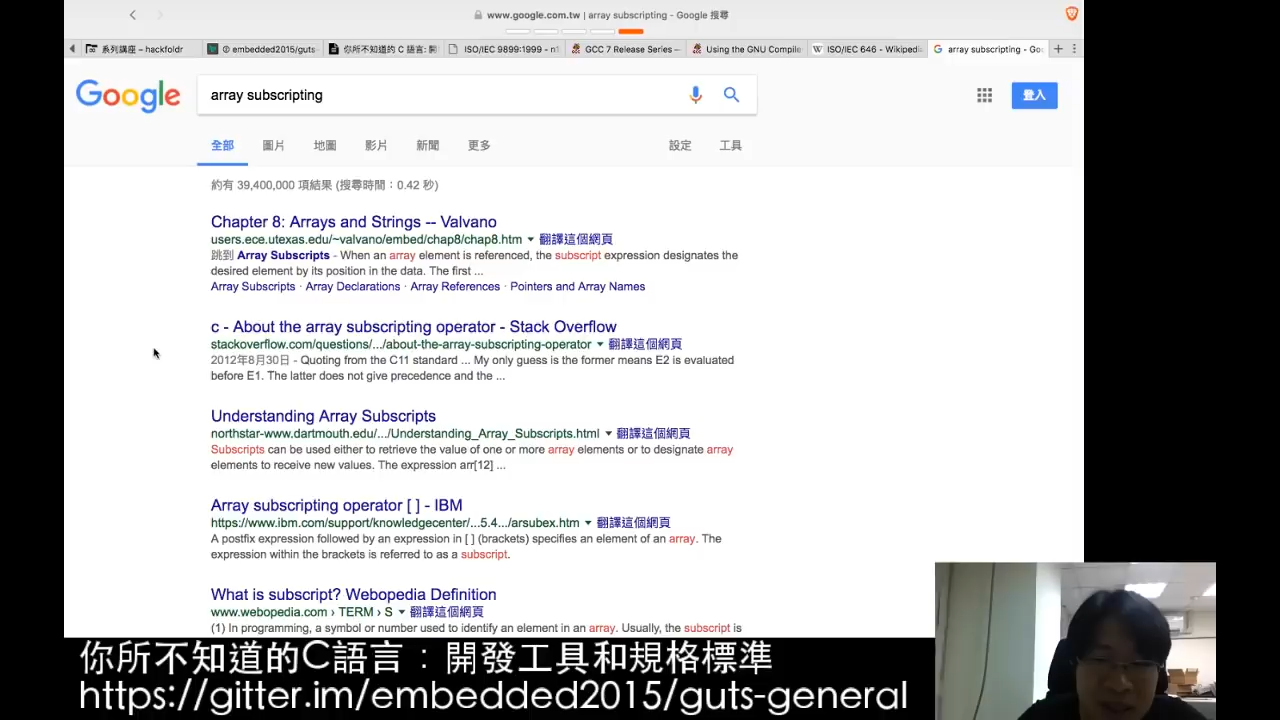 www.google.com.tw | array subscripting - Google 搜尋
系列講座 – hackfoldr
① embedded2015/guts-
你所不知道的 C 語言: 開
ISO/IEC 9899:1999 - n1
GCC 7 Release Series –
Using the GNU Compile
ISO/IEC 646 - Wikipedi
array subscripting - Goo
Google
array subscripting
登入
全部
圖片
地圖
影片
新聞
更多
設定
工具
約有 39,400,000 項結果 (搜尋時間：0.42 秒)
Chapter 8: Arrays and Strings -- Valvano
users.ece.utexas.edu/~valvano/embed/chap8/chap8.htm ▼ 翻譯這個網頁
跳到 Array Subscripts - When an array element is referenced, the subscript expression designates the
desired element by its position in the data. The first ...
Array Subscripts · Array Declarations · Array References · Pointers and Array Names
c - About the array subscripting operator - Stack Overflow
stackoverflow.com/questions/.../about-the-array-subscripting-operator ▼ 翻譯這個網頁
2012年8月30日 - Quoting from the C11 standard ... My only guess is the former means E2 is evaluated
before E1. The latter does not give precedence and the ...
Understanding Array Subscripts
northstar-www.dartmouth.edu/.../Understanding_Array_Subscripts.html ▼ 翻譯這個網頁
Subscripts can be used either to retrieve the value of one or more array elements or to designate array
elements to receive new values. The expression arr[12] ...
Array subscripting operator [ ] - IBM
https://www.ibm.com/support/knowledgecenter/...5.4.../arsubex.htm ▼ 翻譯這個網頁
A postfix expression followed by an expression in [ ] (brackets) specifies an element of an array. The
expression within the brackets is referred to as a subscript.
What is subscript? Webopedia Definition
www.webopedia.com › TERM › S ▼ 翻譯這個網頁
(1) In programming, a symbol or number used to identify an element in an array. Usually, the subscript is
你所不知道的C語言：開發工具和規格標準
https://gitter.im/embedded2015/guts-general